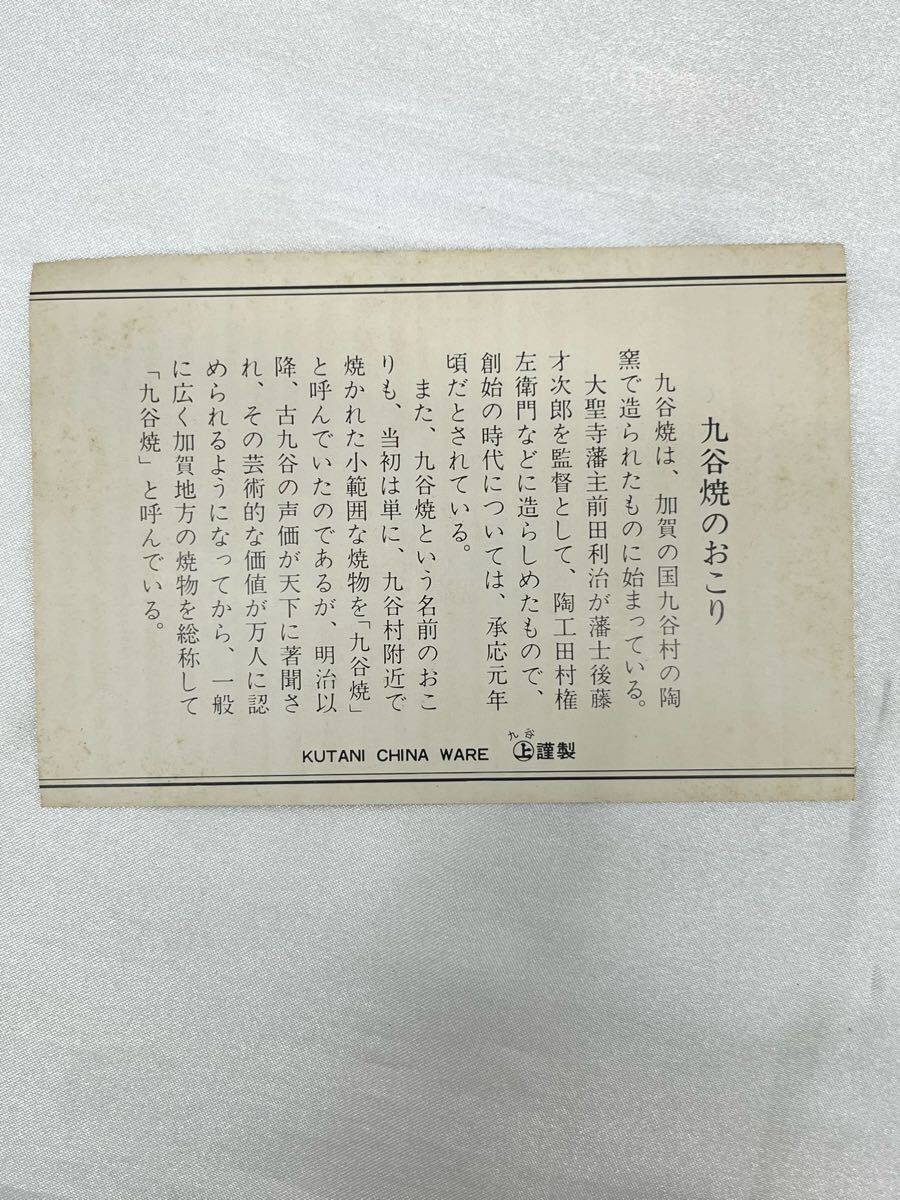 九谷焼のおこり
九谷焼は、加賀の国九谷村の陶
窯で造られたものに始まっている。
大聖寺藩主前田利治が藩士後藤
才次郎を監督として、陶工田村権
左衛門などに造らしめたもので、
創始の時代については、承応元年
頃だとされている。
また、九谷焼という名前のおこ
りも、当初は単に、九谷村附近で
焼かれた小範囲な焼物を「九谷焼」
と呼んでいたのであるが、明治以
降、古九谷の声価が天下に著聞さ
れ、その芸術的な価値が万人に認
められるようになってから、一般
に広く加賀地方の焼物を総称して
「九谷焼」と呼んでいる。
KUTANI CHINA WARE 九谷 ㊤謹製